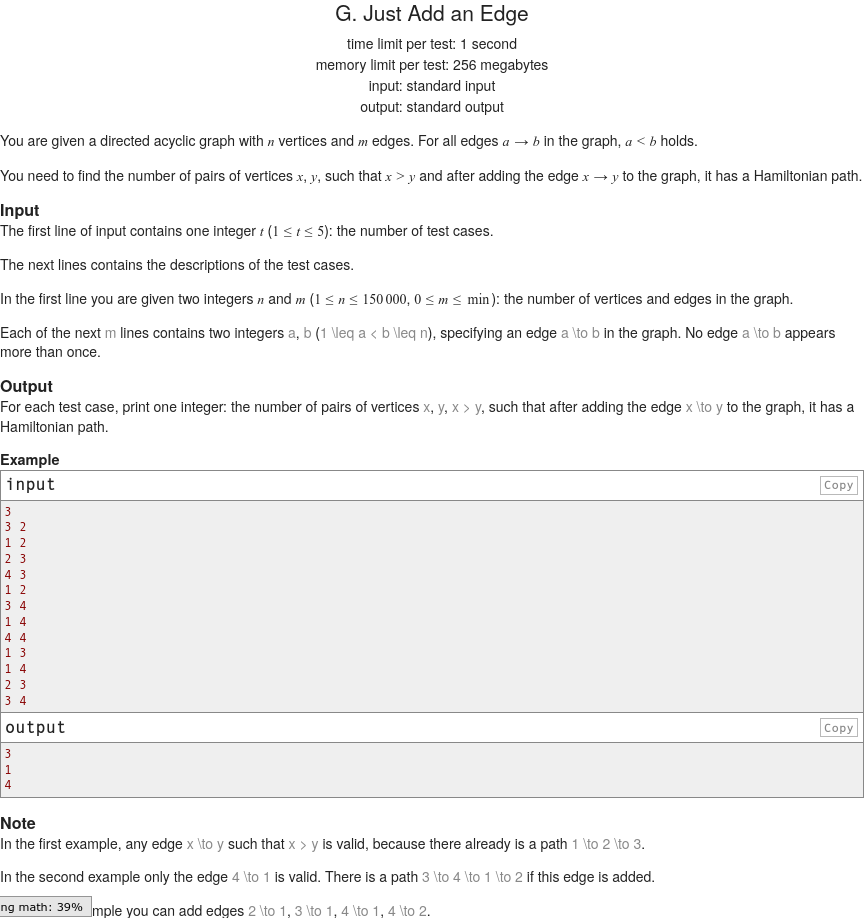 G. Just Add an Edge
time limit per test: 1 second
memory limit per test: 256 megabytes
input: standard input
output: standard output
You are given a directed acyclic graph with n vertices and m edges. For all edges a → b in the graph, a < b holds.
You need to find the number of pairs of vertices x, y, such that x > y and after adding the edge x → y to the graph, it has a Hamiltonian path.
Input
The first line of input contains one integer t (1 ≤ t ≤ 5): the number of test cases.
The next lines contains the descriptions of the test cases.
In the first line you are given two integers n and m (1 ≤ n ≤ 150 000, 0 ≤ m ≤ min): the number of vertices and edges in the graph.
Each of the next m lines contains two integers a, b (1 \leq a < b \leq n), specifying an edge a \to b in the graph. No edge a \to b appears
more than once.
Output
For each test case, print one integer: the number of pairs of vertices x, y, x > y, such that after adding the edge x \to y to the graph, it has a
Hamiltonian path.
Example
input
Copy
3
3 2
1 2
2 3
4 3
1 2
3 4
1 4
4 4
1 3
1 4
2 3
3 4
output
Copy
3
1
4
Note
In the first example, any edge x \to y such that x > y is valid, because there already is a path 1 \to 2 \to 3.
In the second example only the edge 4 \to 1 is valid. There is a path 3 \to 4 \to 1 \to 2 if this edge is added.
ng math: 39% mple you can add edges 2 \to 1, 3 \to 1, 4 \to 1, 4 \to 2.